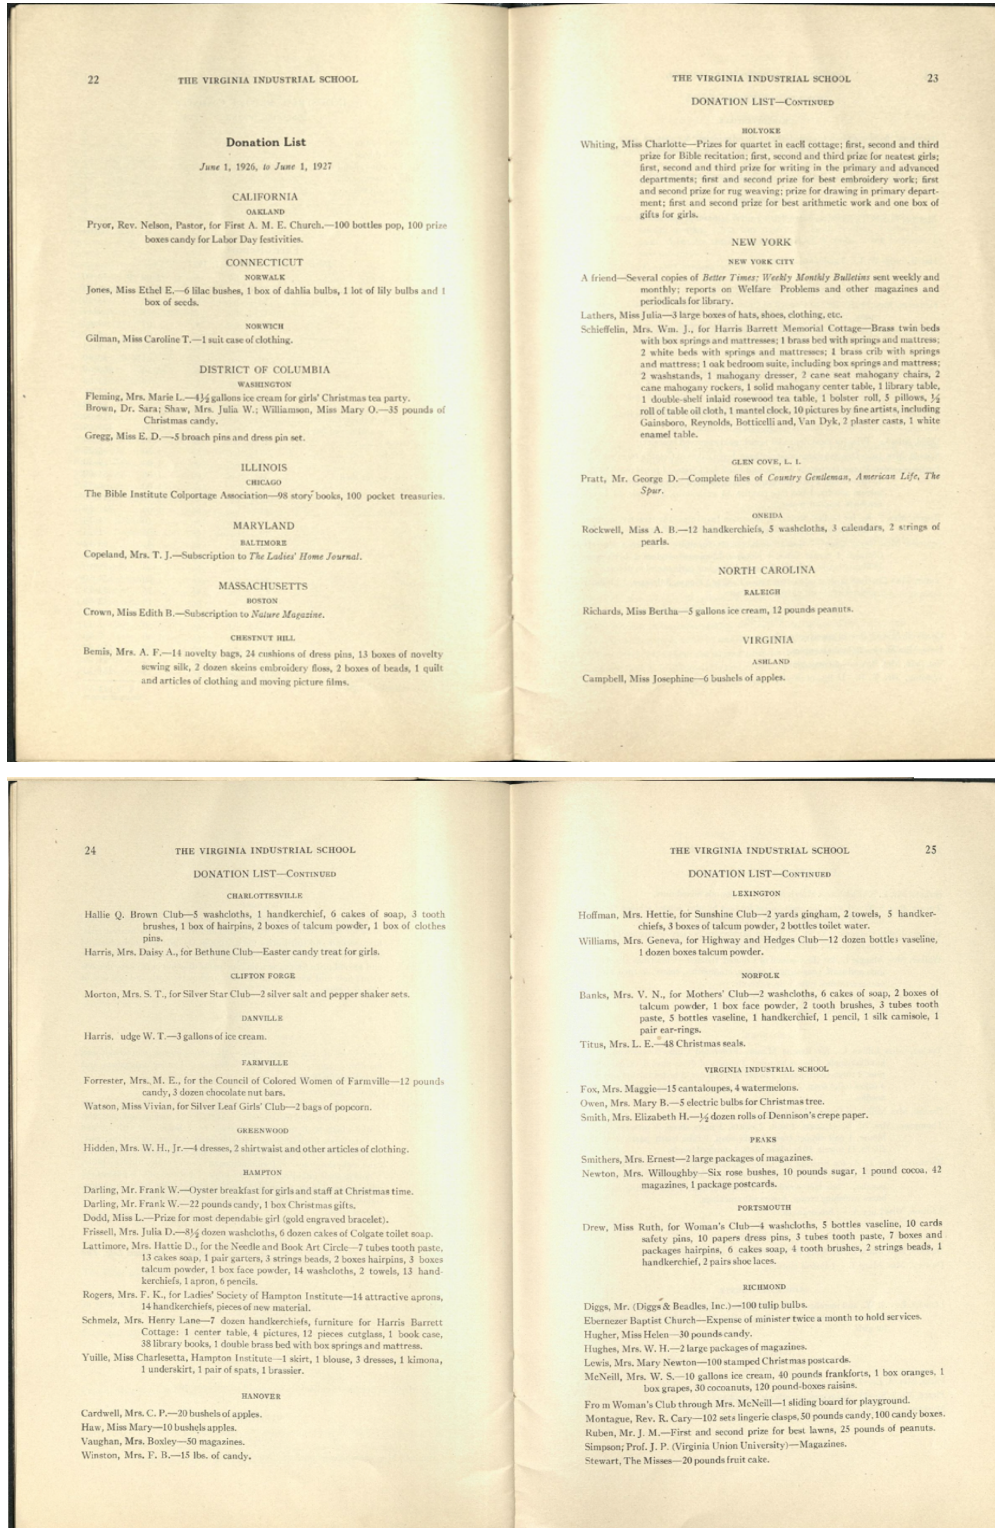 22 THE VIRGINIA INDUSTRIAL SCHOOL
Donation List
June 1, 1926, to June 1, 1927
CALIFORNIA
OAKLAND
Pryor, Rev. Nelson, Pastor, for First A. M. E. Church.—100 bottles pop, 100 prize
boxes candy for Labor Day festivities.
CONNECTICUT
NORWALK
Jones, Miss Ethel E.—6 lilac bushes, 1 box of dahlia bulbs, 1 lot of lily bulbs and 1
box of seeds.
NORWICH
Gilman, Miss Caroline T.—1 suit case of clothing.
DISTRICT OF COLUMBIA
WASHINGTON
Fleming, Mrs. Marie L.—4½ gallons ice cream for girls' Christmas tea party.
Brown, Dr. Sara; Shaw, Mrs. Julia W.; Williamson, Miss Mary O.—35 pounds of
Christmas candy.
Gregg, Miss E. D.—5 broach pins and dress pin set.
ILLINOIS
CHICAGO
The Bible Institute Colportage Association—98 story books, 100 pocket treasuries.
MARYLAND
BALTIMORE
Copeland, Mrs. T. J.—Subscription to The Ladies' Home Journal.
MASSACHUSETTS
BOSTON
Crown, Miss Edith B.—Subscription to Nature Magazine.
CHESTNUT HILL
Bemis, Mrs. A. F.—14 novelty bags, 24 cushions of dress pins, 13 boxes of novelty
sewing silk, 2 dozen skeins embroidery floss, 2 boxes of beads, 1 quilt
and articles of clothing and moving picture films.
THE VIRGINIA INDUSTRIAL SCHOOL 23
DONATION LIST—CONTINUED
HOLYOKE
Whiting, Miss Charlotte—Prizes for quartet in each cottage; first, second and third
prize for Bible recitation; first, second and third prize for neatest girls;
first, second and third prize for writing in the primary and advanced
departments; first and second prize for best embroidery work; first
and second prize for rug weaving; prize for drawing in primary depart-
ment; first and second prize for best arithmetic work and one box of
gifts for girls.
NEW YORK
NEW YORK CITY
A friend—Several copies of Better Times; Weekly Monthly Bulletins sent weekly and
monthly; reports on Welfare Problems and other magazines and
periodicals for library.
Lathers, Miss Julia—3 large boxes of hats, shoes, clothing, etc.
Schieffelin, Mrs. Wm. J., for Harris Barrett Memorial Cottage—Brass twin beds
with box springs and mattresses; 1 brass bed with springs and mattress;
2 white beds with springs and mattresses; 1 brass crib with springs
and mattress; 1 oak bedroom suite, including box springs and mattress;
2 washstands, 1 mahogany dresser, 2 cane seat mahogany chairs, 2
cane mahogany rockers, 1 solid mahogany center table, 1 library table,
1 double-shelf inlaid rosewood tea table, 1 bolster roll, 5 pillows, ½
roll of table oil cloth, 1 mantel clock, 10 pictures by fine artists, including
Gainsboro, Reynolds, Botticelli and, Van Dyk, 2 plaster casts, 1 white
enamel table.
GLEN COVE, L. I.
Pratt, Mr. George D.—Complete files of Country Gentleman, American Life, The
Spur.
ONEIDA
Rockwell, Miss A. B.—12 handkerchiefs, 5 washcloths, 3 calendars, 2 strings of
pearls.
NORTH CAROLINA
RALEIGH
Richards, Miss Bertha—5 gallons ice cream, 12 pounds peanuts.
VIRGINIA
ASHLAND
Campbell, Miss Josephine—6 bushels of apples.
24 THE VIRGINIA INDUSTRIAL SCHOOL
DONATION LIST—CONTINUED
CHARLOTTESVILLE
Hallie Q. Brown Club—5 washcloths, 1 handkerchief, 6 cakes of soap, 3 tooth
brushes, 1 box of hairpins, 2 boxes of talcum powder, 1 box of clothes
pins.
Harris, Mrs. Daisy A., for Bethune Club—Easter candy treat for girls.
CLIFTON FORGE
Morton, Mrs. S. T., for Silver Star Club—2 silver salt and pepper shaker sets.
DANVILLE
Harris, udge W. T.—3 gallons of ice cream.
FARMVILLE
Forrester, Mrs. M. E., for the Council of Colored Women of Farmville—12 pounds
candy, 3 dozen chocolate nut bars.
Watson, Miss Vivian, for Silver Leaf Girls' Club—2 bags of popcorn.
GREENWOOD
Hidden, Mrs. W. H., Jr.—4 dresses, 2 shirtwaist and other articles of clothing.
HAMPTON
Darling, Mr. Frank W.—Oyster breakfast for girls and staff at Christmas time.
Darling, Mr. Frank W.—22 pounds candy, 1 box Christmas gifts.
Dodd, Miss L.—Prize for most dependable girl (gold engraved bracelet).
Frissell, Mrs. Julia D.—8½ dozen washcloths, 6 dozen cakes of Colgate toilet soap.
Lattimore, Mrs. Hattie D., for the Needle and Book Art Circle—7 tubes tooth paste,
13 cakes soap, 1 pair garters, 3 strings beads, 2 boxes hairpins, 3 boxes
talcum powder, 1 box face powder, 14 washcloths, 2 towels, 13 hand-
kerchiefs, 1 apron, 6 pencils.
Rogers, Mrs. F. K., for Ladies' Society of Hampton Institute—14 attractive aprons,
14 handkerchiefs, pieces of new material.
Schmelz, Mrs. Henry Lane—7 dozen handkerchiefs, furniture for Harris Barrett
Cottage: 1 center table, 4 pictures, 12 pieces cutglass, 1 book case,
38 library books, 1 double brass bed with box springs and mattress.
Yuille, Miss Charlesetta, Hampton Institute—1 skirt, 1 blouse, 3 dresses, 1 kimona,
1 underskirt, 1 pair of spats, 1 brassier.
HANOVER
Cardwell, Mrs. C. P.—20 bushels of apples.
Haw, Miss Mary—10 bushels apples.
Vaughan, Mrs. Boxley—50 magazines.
Winston, Mrs. F. B.—15 lbs. of candy.
THE VIRGINIA INDUSTRIAL SCHOOL 25
DONATION LIST—CONTINUED
LEXINGTON
Hoffman, Mrs. Hettie, for Sunshine Club—2 yards gingham, 2 towels, 5 handker-
chiefs, 3 boxes of talcum powder, 2 bottles toilet water.
Williams, Mrs. Geneva, for Highway and Hedges Club—12 dozen bottles vaseline,
1 dozen boxes talcum powder.
NORFOLK
Banks, Mrs. V. N., for Mothers' Club—2 washcloths, 6 cakes of soap, 2 boxes of
talcum powder, 1 box face powder, 2 tooth brushes, 3 tubes tooth
paste, 5 bottles vaseline, 1 handkerchief, 1 pencil, 1 silk camisole, 1
pair ear-rings.
Titus, Mrs. L. E.—48 Christmas seals.
VIRGINIA INDUSTRIAL SCHOOL
Fox, Mrs. Maggie—15 cantaloupes, 4 watermelons.
Owen, Mrs. Mary B.—5 electric bulbs for Christmas tree.
Smith, Mrs. Elizabeth H.—½ dozen rolls of Dennison's crepe paper.
PEAKS
Smithers, Mrs. Ernest—2 large packages of magazines.
Newton, Mrs. Willoughby—Six rose bushes, 10 pounds sugar, 1 pound cocoa, 42
magazines, 1 package postcards.
PORTSMOUTH
Drew, Miss Ruth, for Woman's Club—4 washcloths, 5 bottles vaseline, 10 cards
safety pins, 10 papers dress pins, 3 tubes tooth paste, 7 boxes and
packages hairpins, 6 cakes soap, 4 tooth brushes, 2 strings beads, 1
handkerchief, 2 pairs shoe laces.
RICHMOND
Diggs, Mr. (Diggs & Beadles, Inc.)—100 tulip bulbs.
Ebenezer Baptist Church—Expense of minister twice a month to hold services.
Hugher, Miss Helen—30 pounds candy.
Hughes, Mrs. W. H.—2 large packages of magazines.
Lewis, Mrs. Mary Newton—100 stamped Christmas postcards.
McNeill, Mrs. W. S.—10 gallons ice cream, 40 pounds frankforts, 1 box oranges, 1
box grapes, 30 cocoanuts, 120 pound-boxes raisins.
From Woman's Club through Mrs. McNeill—1 sliding board for playground.
Montague, Rev. R. Cary—102 sets lingerie clasps, 50 pounds candy, 100 candy boxes.
Ruben, Mr. J. M.—First and second prize for best lawns, 25 pounds of peanuts.
Simpson; Prof. J. P. (Virginia Union University)—Magazines.
Stewart, The Misses—20 pounds fruit cake.